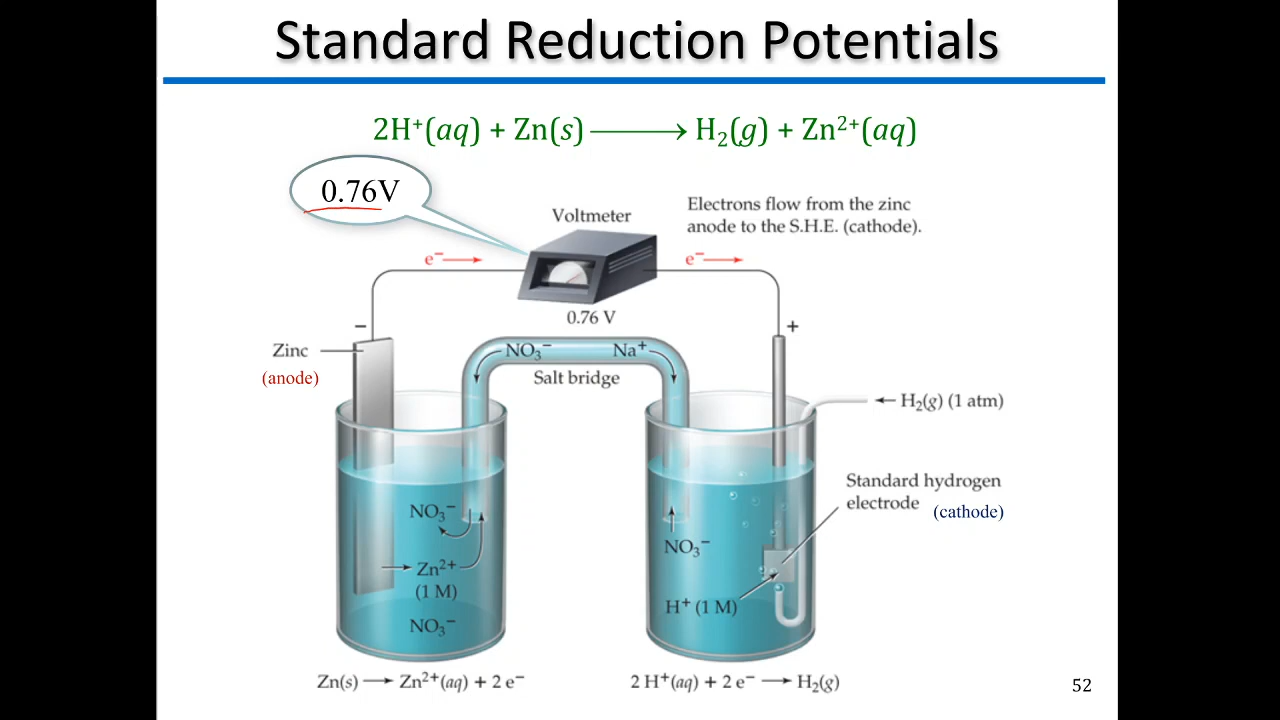 Standard Reduction Potentials
2H⁺(aq) + Zn(s) ⟶ H₂(g) + Zn²⁺(aq)
0.76V
Voltmeter
Electrons flow from the zinc
anode to the S.H.E. (cathode).
e⁻
e⁻
0.76 V
−
+
Zinc
(anode)
NO₃⁻
Na⁺
Salt bridge
H₂(g) (1 atm)
Standard hydrogen
electrode
(cathode)
NO₃⁻
Zn²⁺
(1 M)
NO₃⁻
NO₃⁻
H⁺ (1 M)
Zn(s) ⟶ Zn²⁺(aq) + 2 e⁻
2 H⁺(aq) + 2 e⁻ ⟶ H₂(g)
52